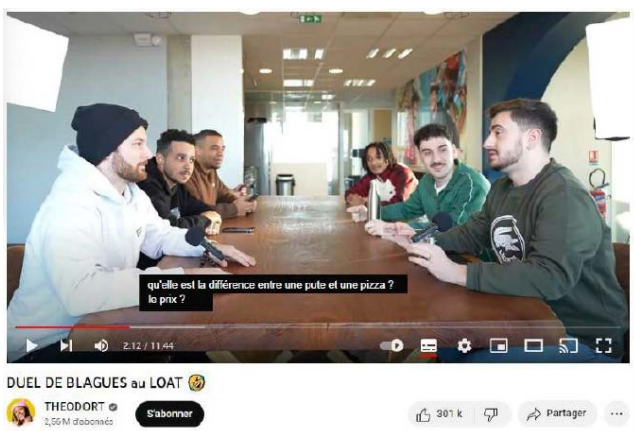 qu'elle est la différence entre une pute et une pizza ?
le prix ?
2:12 / 11:44
DUEL DE BLAGUES au LOAT 🤣
THEODORT
2,56 M d'abonnés
S'abonner
301 k
Partager